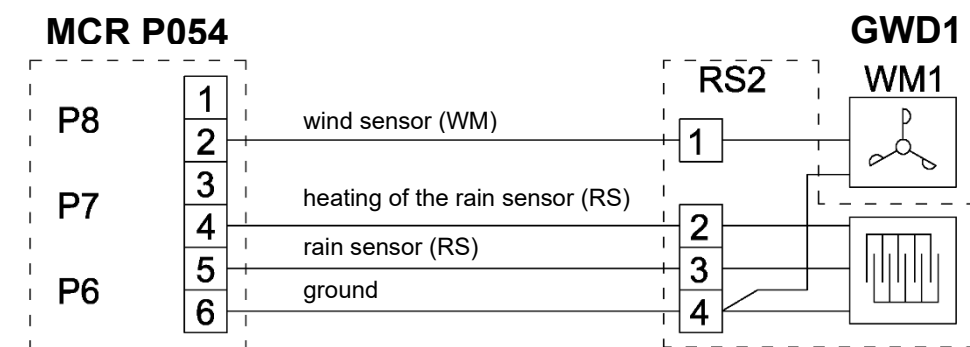 MCR P054
GWD1
RS2
WM1
P8
1
2
wind sensor (WM)
1
P7
3
4
heating of the rain sensor (RS)
2
5
rain sensor (RS)
3
P6
6
ground
4